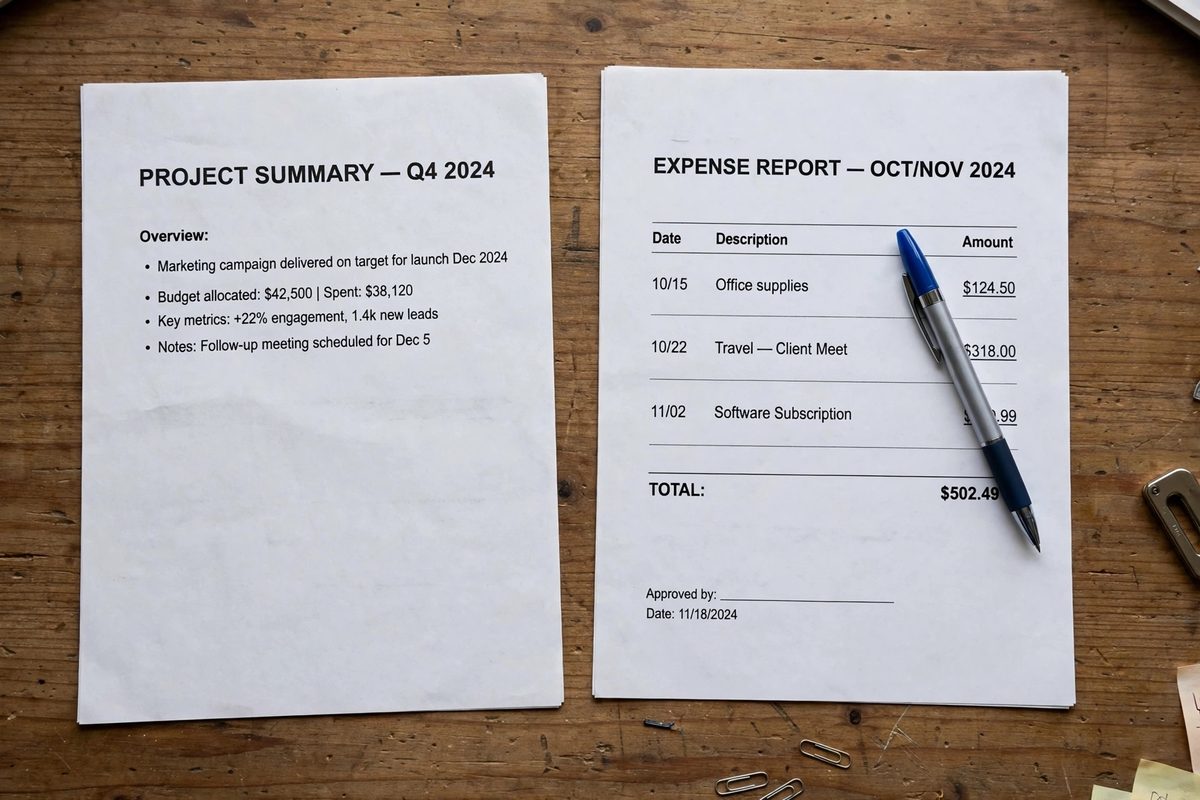 PROJECT SUMMARY — Q4 2024
Overview:
• Marketing campaign delivered on target for launch Dec 2024
• Budget allocated: $42,500 | Spent: $38,120
• Key metrics: +22% engagement, 1.4k new leads
• Notes: Follow-up meeting scheduled for Dec 5
EXPENSE REPORT — OCT/NOV 2024
Date Description Amount
10/15 Office supplies $124.50
10/22 Travel — Client Meet $318.00
11/02 Software Subscription
TOTAL: $502.49
Approved by:
Date: 11/18/2024